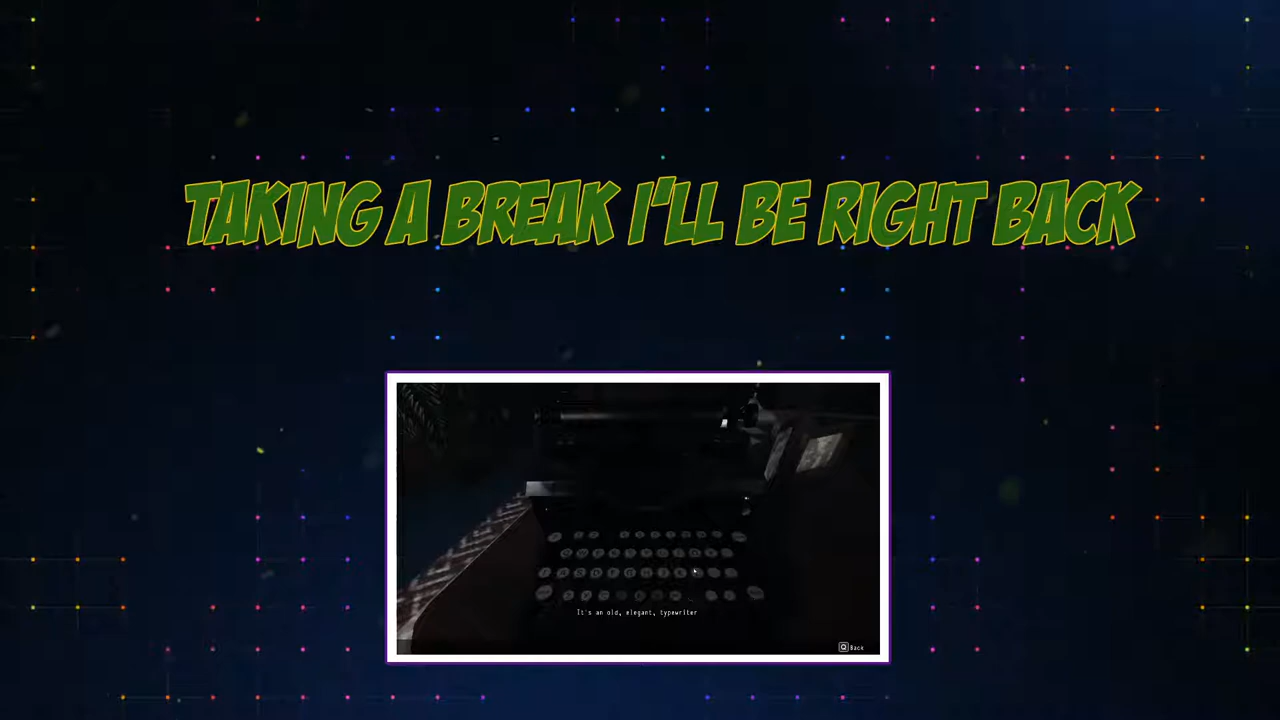 TAKING A BREAK I'LL BE RIGHT BACK
It's an old, elegant, typewriter
Q Back